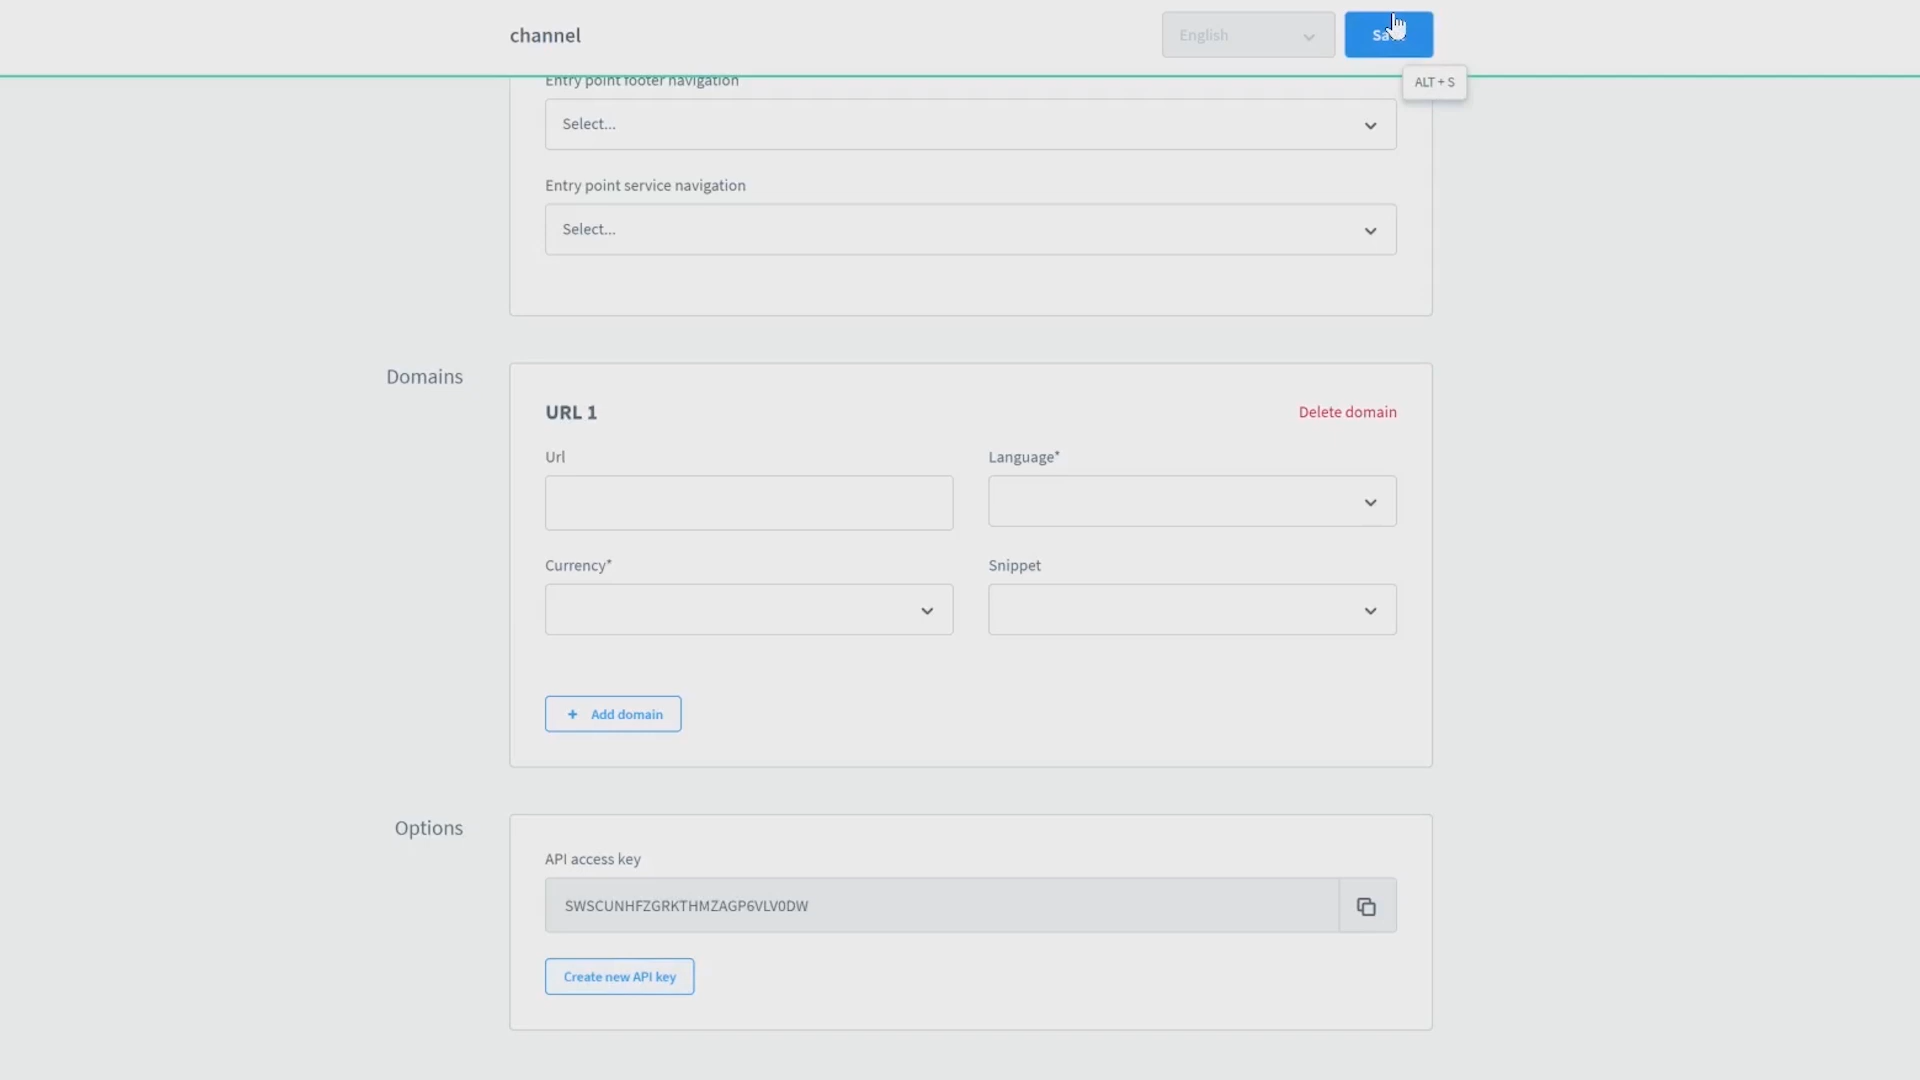 channel
English
ALT + S
Entry point footer navigation
Select...
Entry point service navigation
Select...
Domains
URL 1
Delete domain
Url
Language*
Currency*
Snippet
+ Add domain
Options
API access key
SWSCUNHFZGRKTHMZAGP6VLV0DW
Create new API key